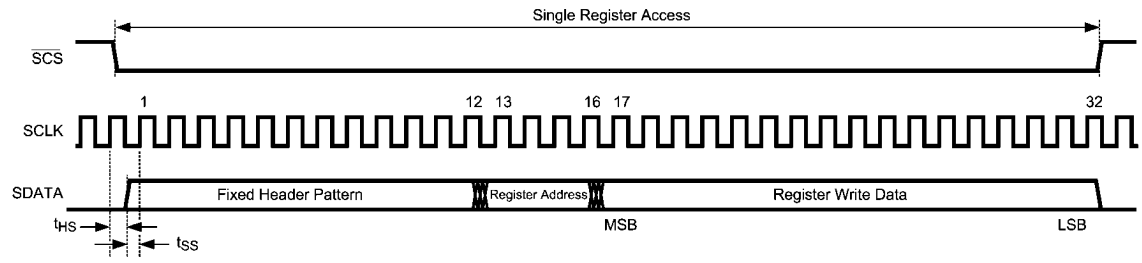 Single Register Access
SCS
1 12 13 16 17 32
SCLK
SDATA Fixed Header Pattern Register Address Register Write Data
tHS MSB LSB
tSS